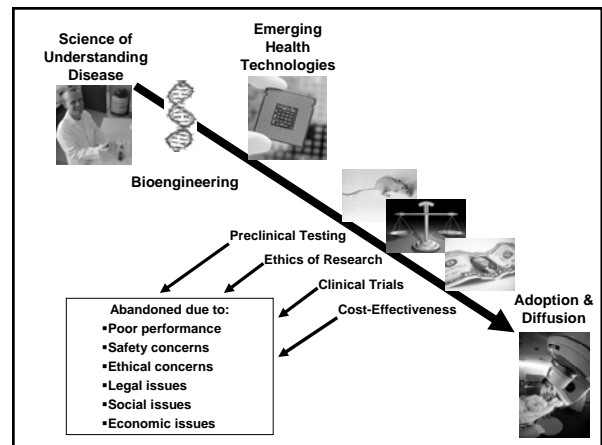 Science of
Understanding
Disease
Emerging
Health
Technologies
Bioengineering
Preclinical Testing
Ethics of Research
Clinical Trials
Cost-Effectiveness
Adoption &
Diffusion
Abandoned due to:
▪Poor performance
▪Safety concerns
▪Ethical concerns
▪Legal issues
▪Social issues
▪Economic issues